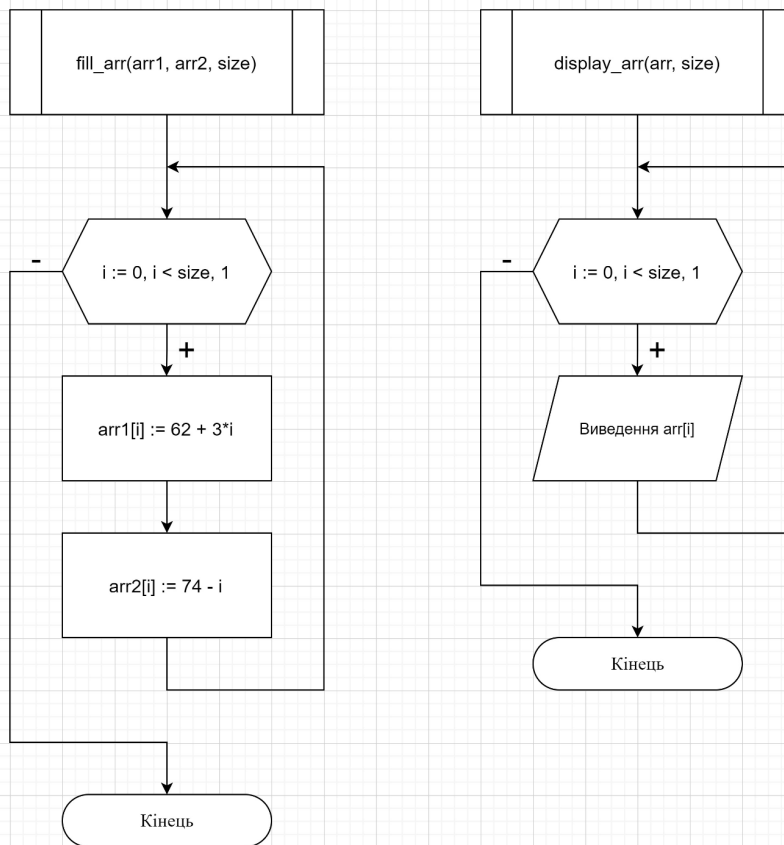 fill_arr(arr1, arr2, size)
i := 0, i < size, 1
-
+
arr1[i] := 62 + 3*i
arr2[i] := 74 - i
Кінець
display_arr(arr, size)
i := 0, i < size, 1
-
+
Виведення arr[i]
Кінець